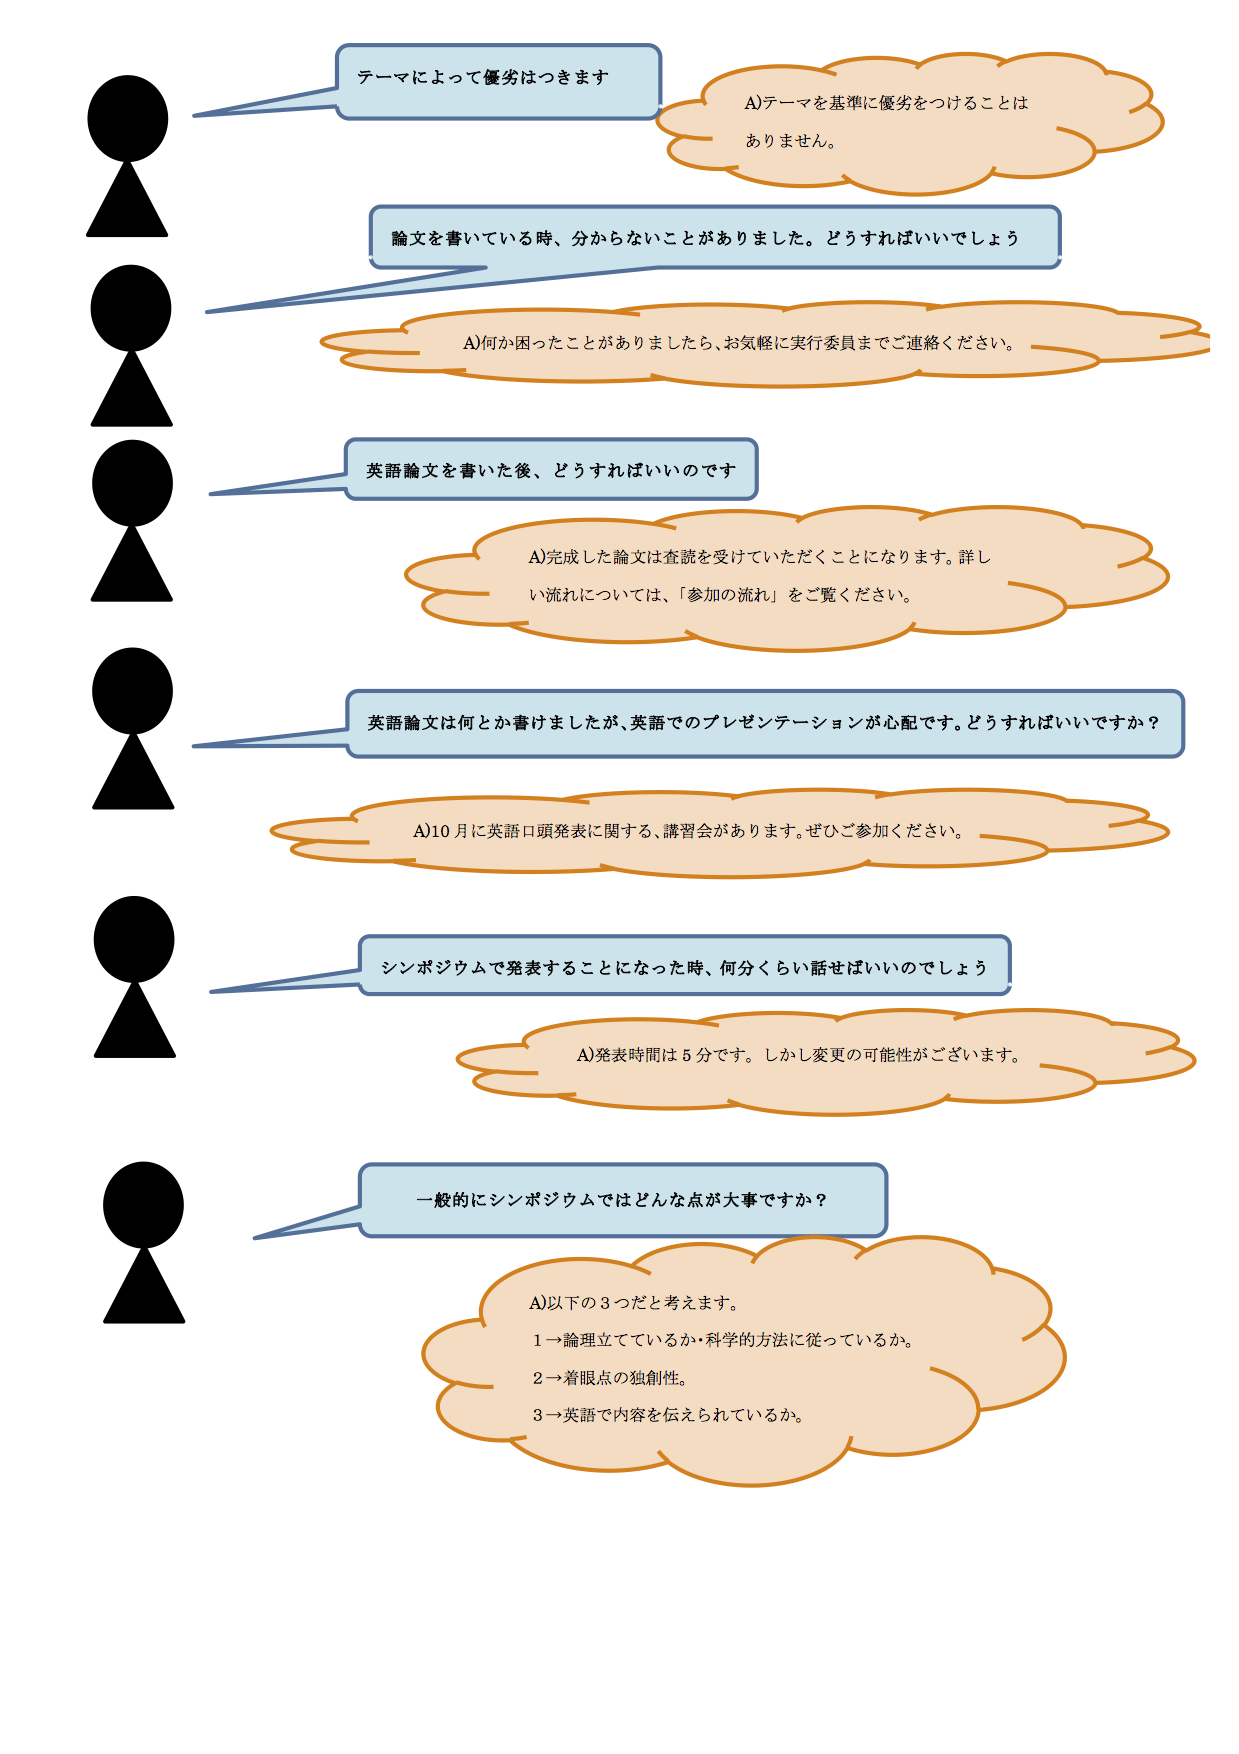 テーマによって優劣はつきます
A)テーマを基準に優劣をつけることは
ありません。
論文を書いている時、分からないことがありました。どうすればいいでしょう
A)何か困ったことがありましたら、お気軽に実行委員までご連絡ください。
英語論文を書いた後、どうすればいいのです
A)完成した論文は査読を受けていただくことになります。詳し
い流れについては、「参加の流れ」をご覧ください。
英語論文は何とか書けましたが、英語でのプレゼンテーションが心配です。どうすればいいですか？
A)10 月に英語口頭発表に関する、講習会があります。ぜひご参加ください。
シンポジウムで発表することになった時、何分くらい話せばいいのでしょう
A)発表時間は 5 分です。しかし変更の可能性がございます。
一般的にシンポジウムではどんな点が大事ですか？
A)以下の３つだと考えます。
１→論理立てているか・科学的方法に従っているか。
２→着眼点の独創性。
３→英語で内容を伝えられているか。